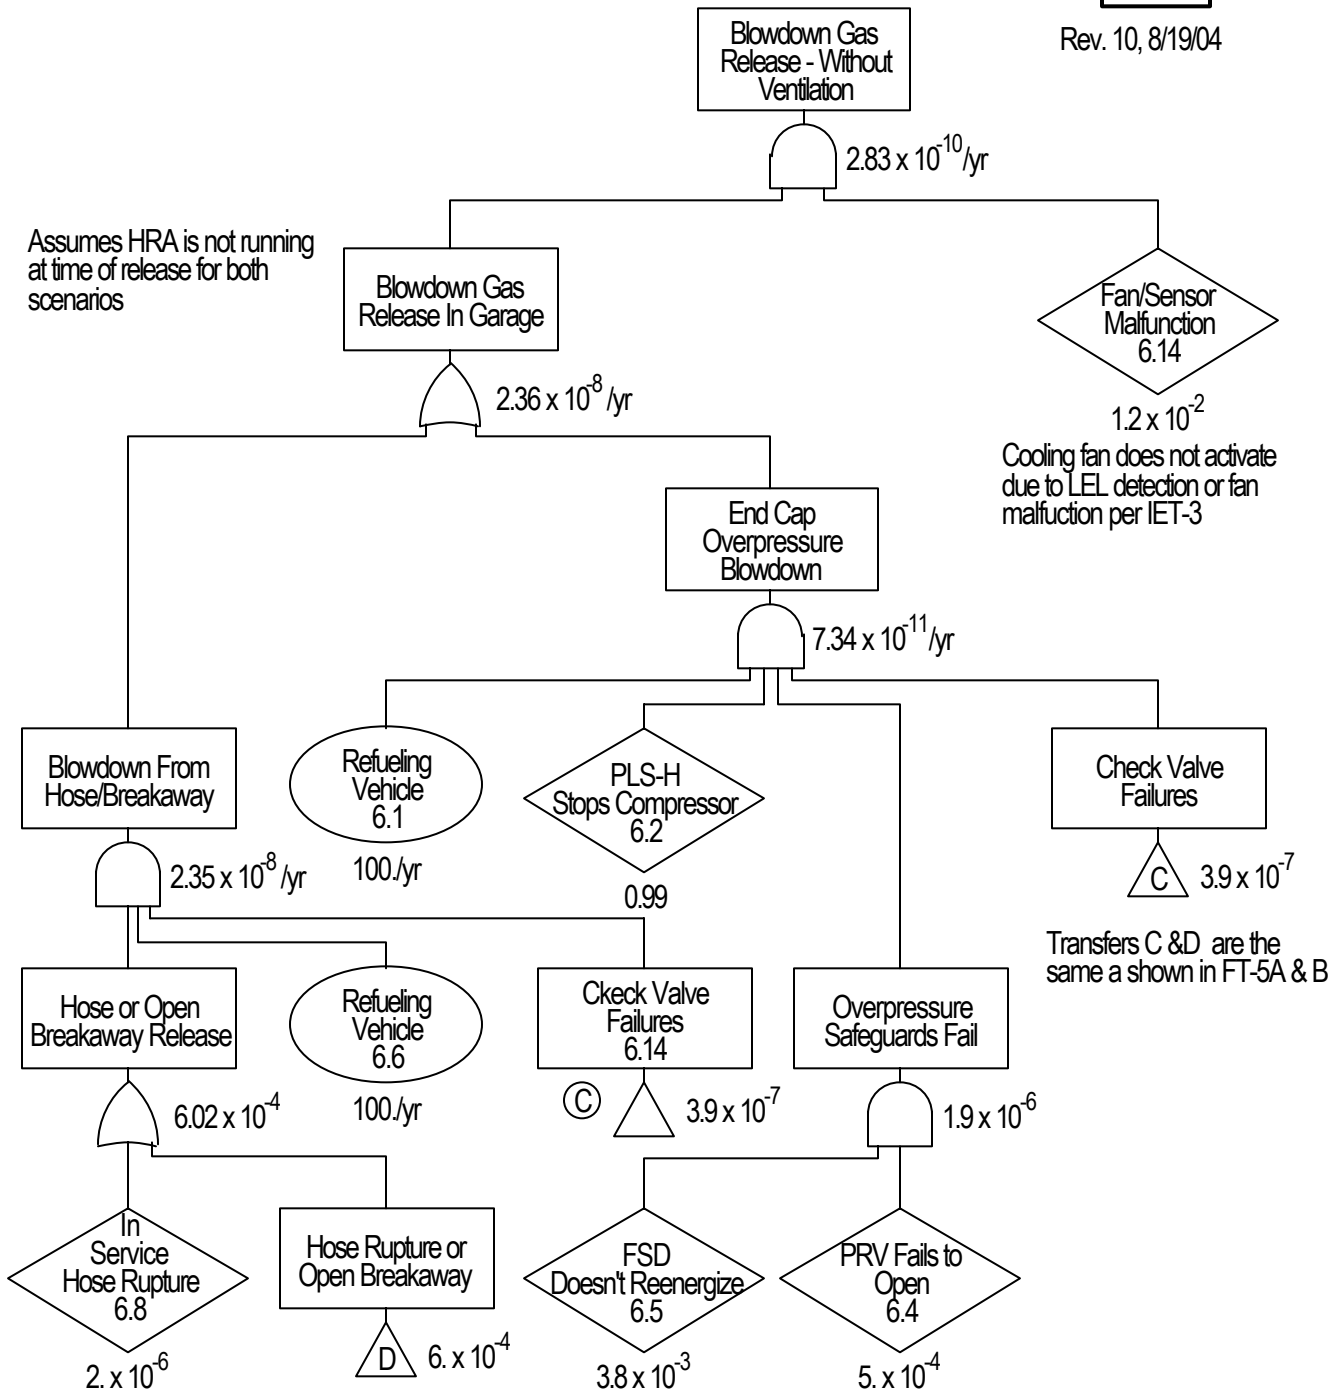 Blowdown Gas
Release - Without
Ventilation
Rev. 10, 8/19/04
2.83 x 10^-10/yr
Assumes HRA is not running
at time of release for both
scenarios
Blowdown Gas
Release In Garage
Fan/Sensor
Malfunction
6.14
2.36 x 10^-8 /yr
1.2 x 10^-2
Cooling fan does not activate
due to LEL detection or fan
malfuction per IET-3
End Cap
Overpressure
Blowdown
7.34 x 10^-11/yr
Blowdown From
Hose/Breakaway
Refueling
Vehicle
6.1
PLS-H
Stops Compressor
6.2
Check Valve
Failures
2.35 x 10^-8 /yr
100./yr
0.99
C
3.9 x 10^-7
Transfers C &D are the
same a shown in FT-5A & B
Hose or Open
Breakaway Release
Refueling
Vehicle
6.6
Ckeck Valve
Failures
6.14
Overpressure
Safeguards Fail
6.02 x 10^-4
100./yr
C
3.9 x 10^-7
1.9 x 10^-6
In
Service
Hose Rupture
6.8
Hose Rupture or
Open Breakaway
FSD
Doesn't Reenergize
6.5
PRV Fails to
Open
6.4
2. x 10^-6
D
6. x 10^-4
3.8 x 10^-3
5. x 10^-4